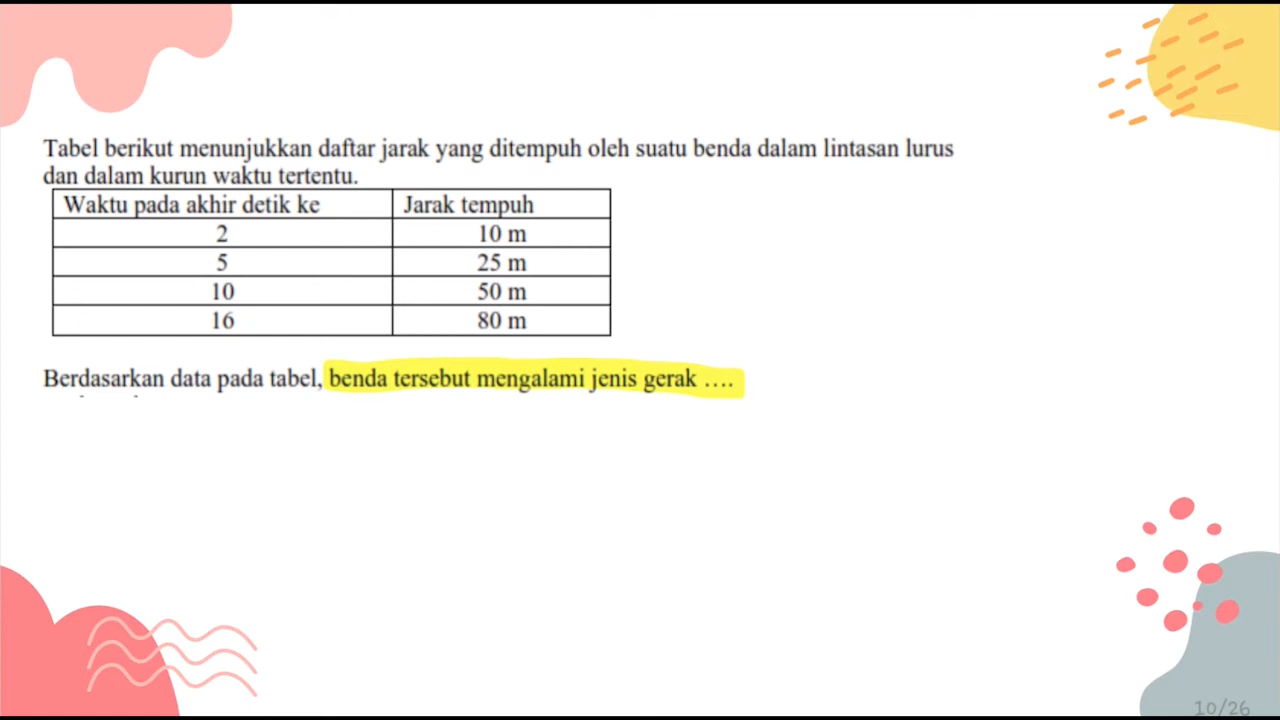 Tabel berikut menunjukkan daftar jarak yang ditempuh oleh suatu benda dalam lintasan lurus
dan dalam kurun waktu tertentu.
Waktu pada akhir detik ke Jarak tempuh
2 10 m
5 25 m
10 50 m
16 80 m
Berdasarkan data pada tabel, benda tersebut mengalami jenis gerak ....
10/26